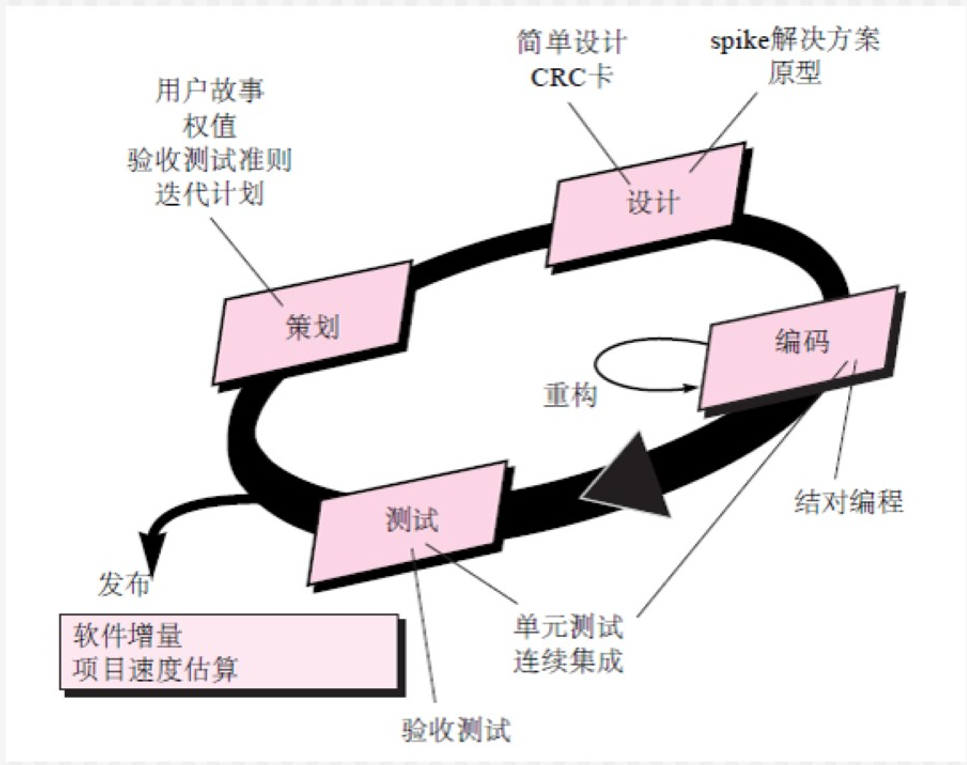 简单设计
CRC卡
spike解决方案
原型
用户故事
权值
验收测试准则
迭代计划
设计
策划
编码
重构
结对编程
测试
发布
软件增量
项目速度估算
单元测试
连续集成
验收测试